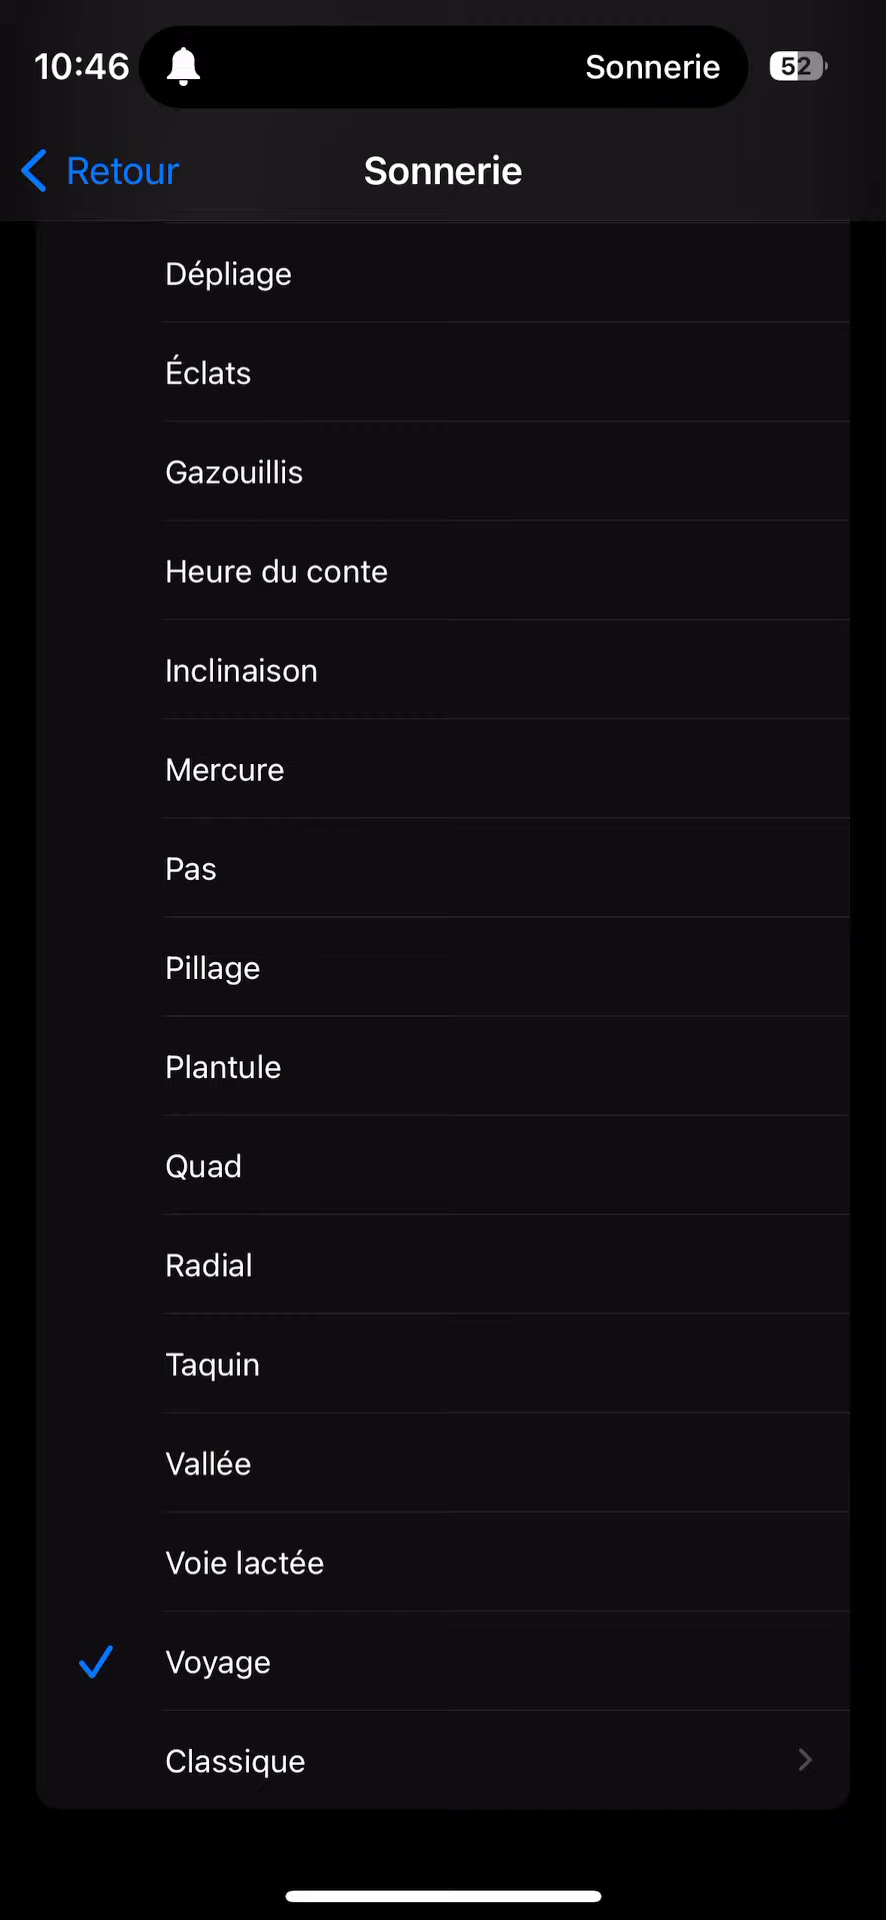 10:46
Sonnerie
52
Retour
Sonnerie
Dépliage
Éclats
Gazouillis
Heure du conte
Inclinaison
Mercure
Pas
Pillage
Plantule
Quad
Radial
Taquin
Vallée
Voie lactée
Voyage
Classique